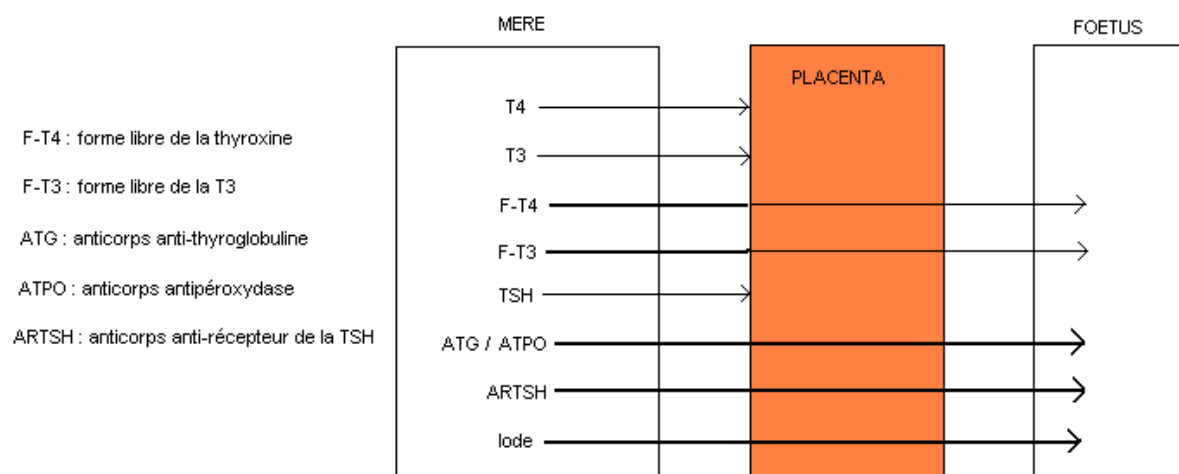 MERE
FOETUS
PLACENTA
T4
F-T4 : forme libre de la thyroxine
T3
F-T3 : forme libre de la T3
F-T4
ATG : anticorps anti-thyroglobuline
F-T3
ATPO : anticorps antipéroxydase
TSH
ARTSH : anticorps anti-récepteur de la TSH
ATG / ATPO
ARTSH
Iode